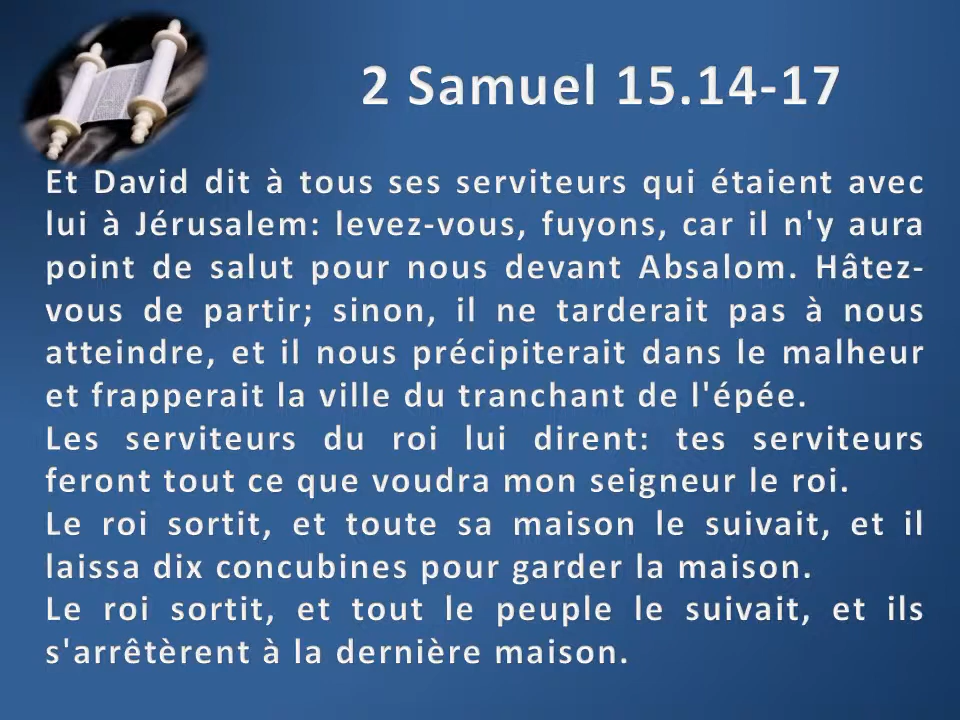 2 Samuel 15.14-17
Et David dit à tous ses serviteurs qui étaient avec
lui à Jérusalem: levez-vous, fuyons, car il n'y aura
point de salut pour nous devant Absalom. Hâtez-
vous de partir; sinon, il ne tarderait pas à nous
atteindre, et il nous précipiterait dans le malheur
et frapperait la ville du tranchant de l'épée.
Les serviteurs du roi lui dirent: tes serviteurs
feront tout ce que voudra mon seigneur le roi.
Le roi sortit, et toute sa maison le suivait, et il
laissa dix concubines pour garder la maison.
Le roi sortit, et tout le peuple le suivait, et ils
s'arrêtèrent à la dernière maison.